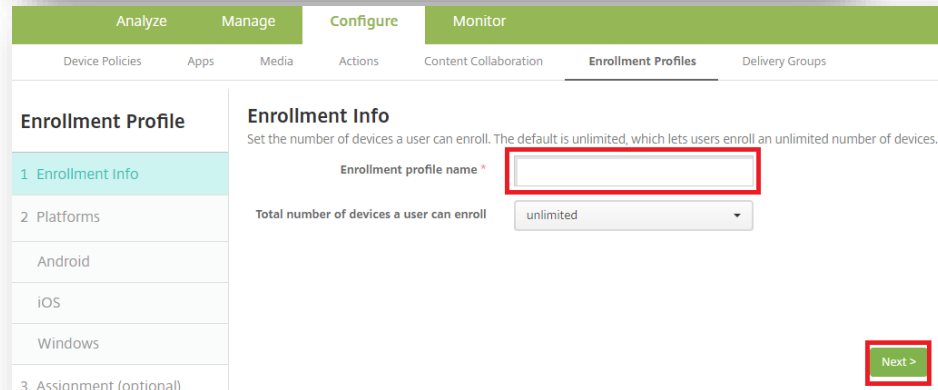 Analyze Manage Configure Monitor
Device Policies Apps Media Actions Content Collaboration Enrollment Profiles Delivery Groups
Enrollment Profile
1 Enrollment Info
2 Platforms
Android
iOS
Windows
3 Assignment (optional)
Enrollment Info
Set the number of devices a user can enroll. The default is unlimited, which lets users enroll an unlimited number of devices.
Enrollment profile name *
Total number of devices a user can enroll unlimited
Next >